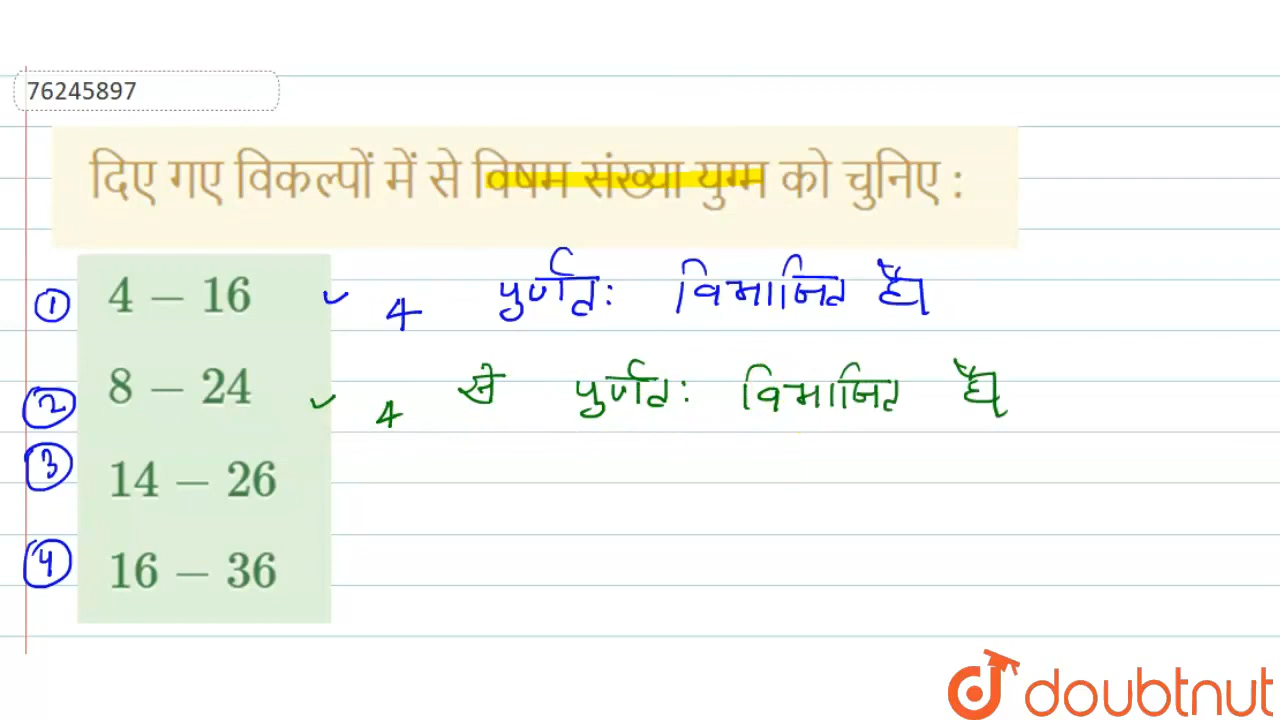 76245897
दिए गए विकल्पों में से विषम संख्या युग्म को चुनिए :
① 4 – 16 ✓ 4 पुर्णतः विभाजित है।
② 8 – 24 ✓ 4 से पुर्णतः विभाजित है
③ 14 – 26
④ 16 – 36
doubtnut